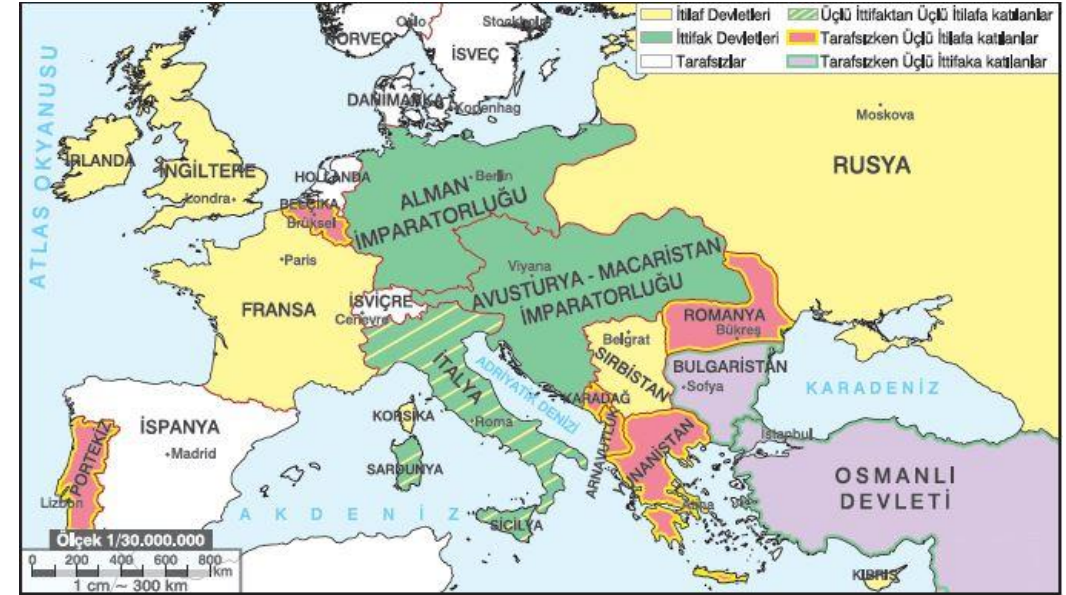 İtilaf Devletleri
İttifak Devletleri
Tarafsızlar
Üçlü İttifaktan Üçlü İtilafa katılanlar
Tarafsızken Üçlü İtilafa katılanlar
Tarafsızken Üçlü İttifaka katılanlar
ATLAS OKYANUSU
NORVEÇ
Oslo
Stockholm
İSVEÇ
DANİMARKA
Kopenhag
Moskova
RUSYA
İRLANDA
İNGİLTERE
Londra
HOLLANDA
BELÇİKA
Brüksel
Berlin
ALMAN
İMPARATORLUĞU
Paris
FRANSA
İSVİÇRE
Cenevre
Viyana
AVUSTURYA - MACARİSTAN
İMPARATORLUĞU
ROMANYA
Bükreş
Belgrat
SIRBİSTAN
BULGARİSTAN
Sofya
KARADENİZ
İTALYA
ADRİYATİK DENİZİ
KARADAĞ
KORSİKA
Roma
ARNAVUTLUK
YUNANİSTAN
Atina
İstanbul
İSPANYA
Madrid
PORTEKİZ
Lizbon
SARDUNYA
SİCİLYA
AKDENİZ
OSMANLI
DEVLETİ
KIBRIS
Ölçek 1/30.000.000
0 200 400 600 800 km
1 cm ~ 300 km